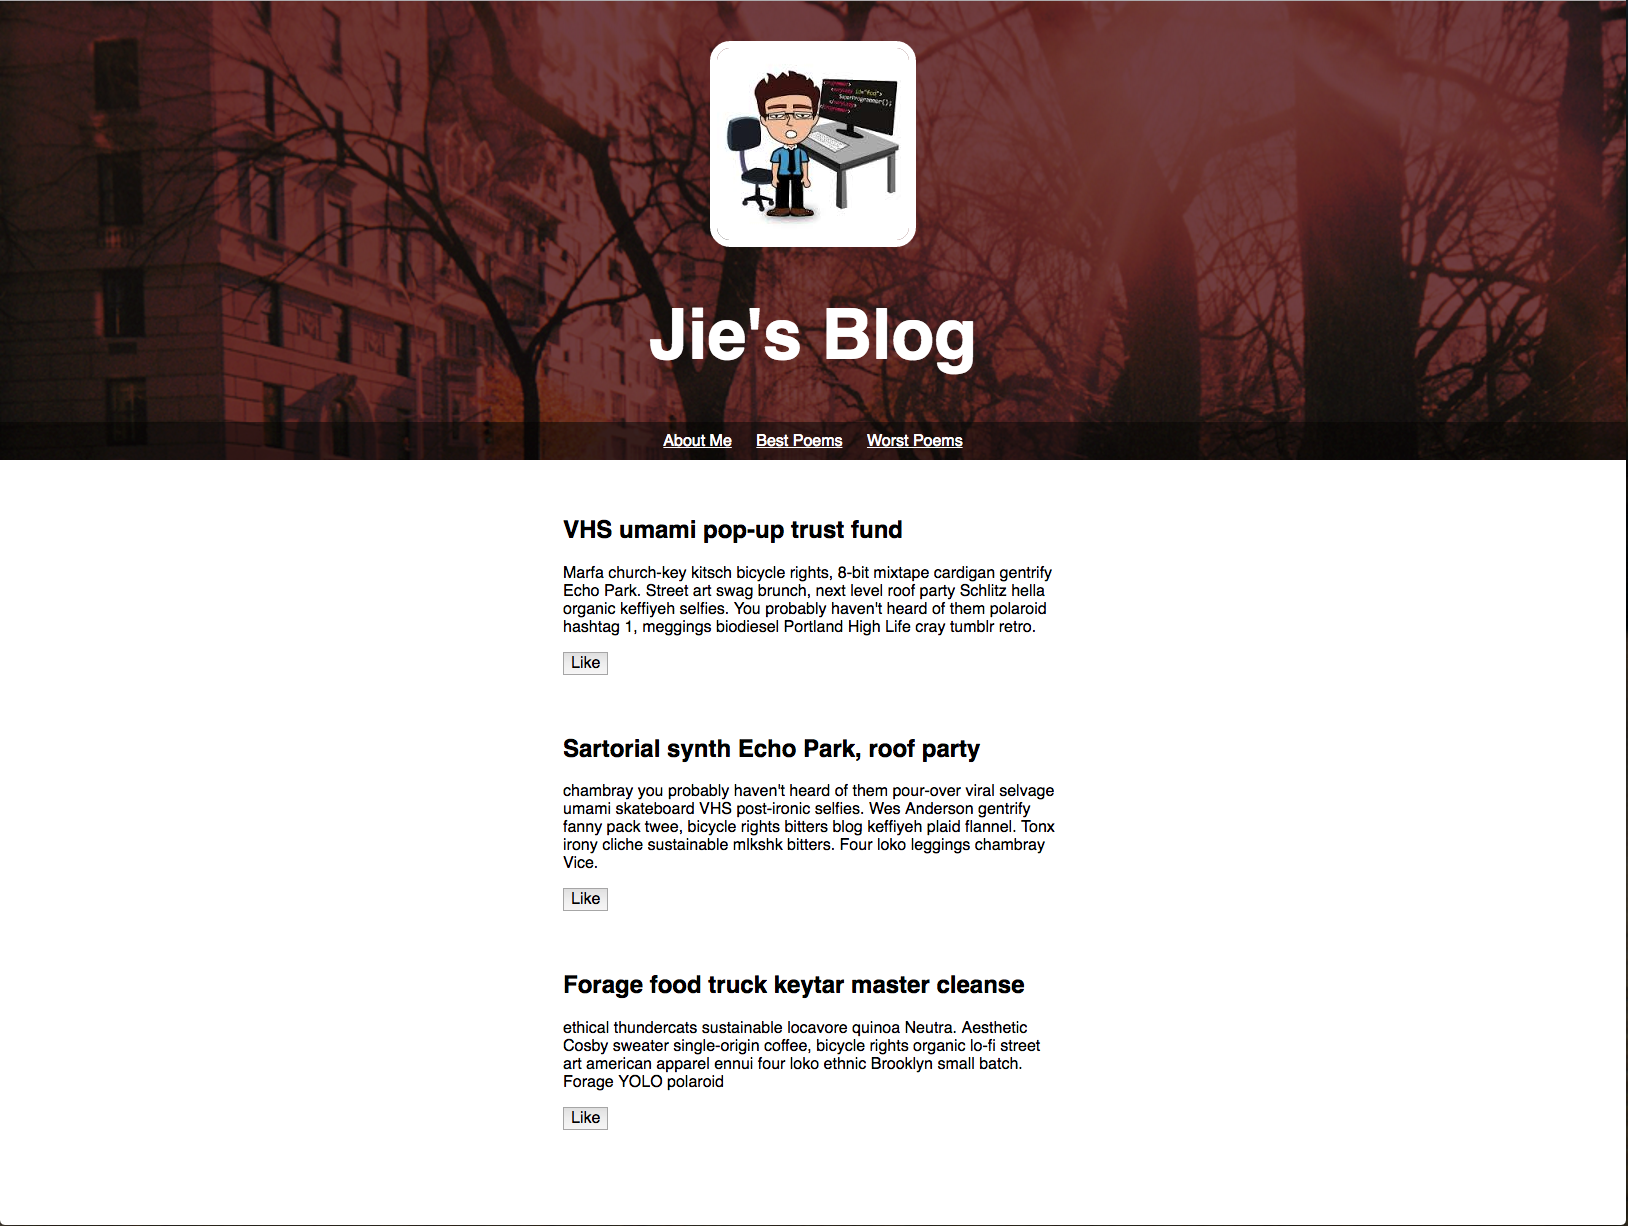 SuperProgrammer();
Jie's Blog
About Me Best Poems Worst Poems
VHS umami pop-up trust fund
Marfa church-key kitsch bicycle rights, 8-bit mixtape cardigan gentrify
Echo Park. Street art swag brunch, next level roof party Schlitz hella
organic keffiyeh selfies. You probably haven't heard of them polaroid
hashtag 1, meggings biodiesel Portland High Life cray tumblr retro.
Like
Sartorial synth Echo Park, roof party
chambray you probably haven't heard of them pour-over viral selvage
umami skateboard VHS post-ironic selfies. Wes Anderson gentrify
fanny pack twee, bicycle rights bitters blog keffiyeh plaid flannel. Tonx
irony cliche sustainable mlkshk bitters. Four loko leggings chambray
Vice.
Like
Forage food truck keytar master cleanse
ethical thundercats sustainable locavore quinoa Neutra. Aesthetic
Cosby sweater single-origin coffee, bicycle rights organic lo-fi street
art american apparel ennui four loko ethnic Brooklyn small batch.
Forage YOLO polaroid
Like